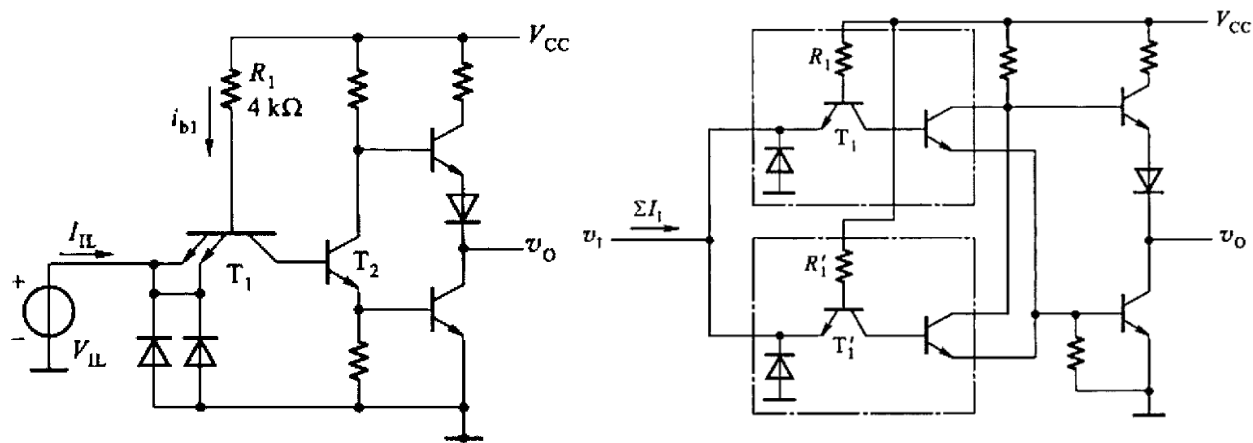 V_CC
R_1
4 kΩ
i_b1
I_IL
T_1
T_2
v_O
+
−
V_IL
V_CC
R_1
T_1
ΣI_I
v_I
v_O
R′_1
T′_1